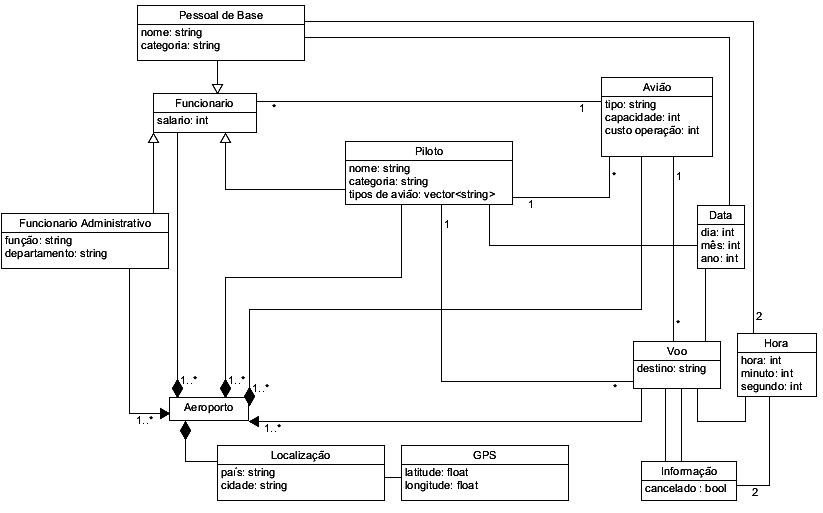 Pessoal de Base
nome: string
categoria: string
Funcionario
salario: int
*
1
Avião
tipo: string
capacidade: int
custo operação: int
Piloto
nome: string
categoria: string
tipos de avião: vector<string>
*
1
1
1
Funcionario Administrativo
função: string
departamento: string
Data
dia: int
mês: int
ano: int
2
*
Voo
destino: string
Hora
hora: int
minuto: int
segundo: int
1..*
1..*
1..*
*
Aeroporto
1..*
1..*
Localização
país: string
cidade: string
GPS
latitude: float
longitude: float
Informação
cancelado : bool
2